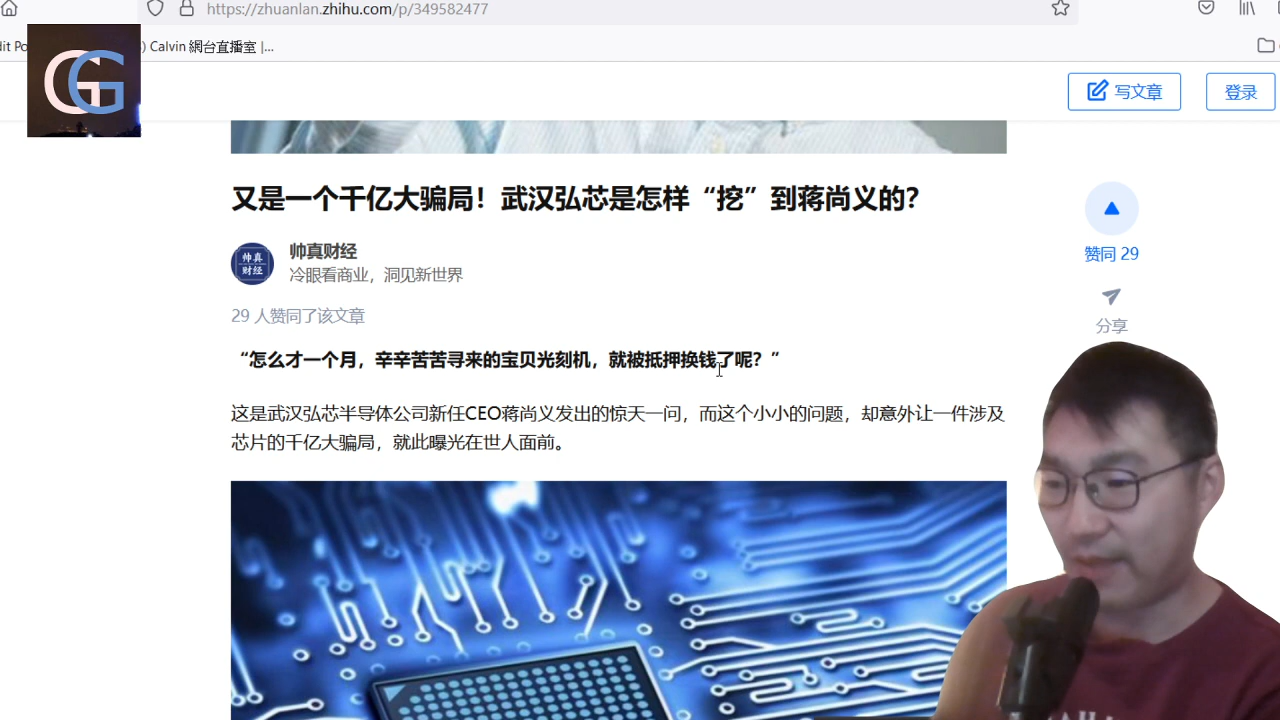 https://zhuanlan.zhihu.com/p/349582477
dit Po
) Calvin 網台直播室 |...
GG
写文章
登录
又是一个千亿大骗局！武汉弘芯是怎样“挖”到蒋尚义的？
帅真
财经
帅真财经
冷眼看商业，洞见新世界
赞同 29
29 人赞同了该文章
分享
“怎么才一个月，辛辛苦苦寻来的宝贝光刻机，就被抵押换钱了呢？”
这是武汉弘芯半导体公司新任CEO蒋尚义发出的惊天一问，而这个小小的问题，却意外让一件涉及
芯片的千亿大骗局，就此曝光在世人面前。